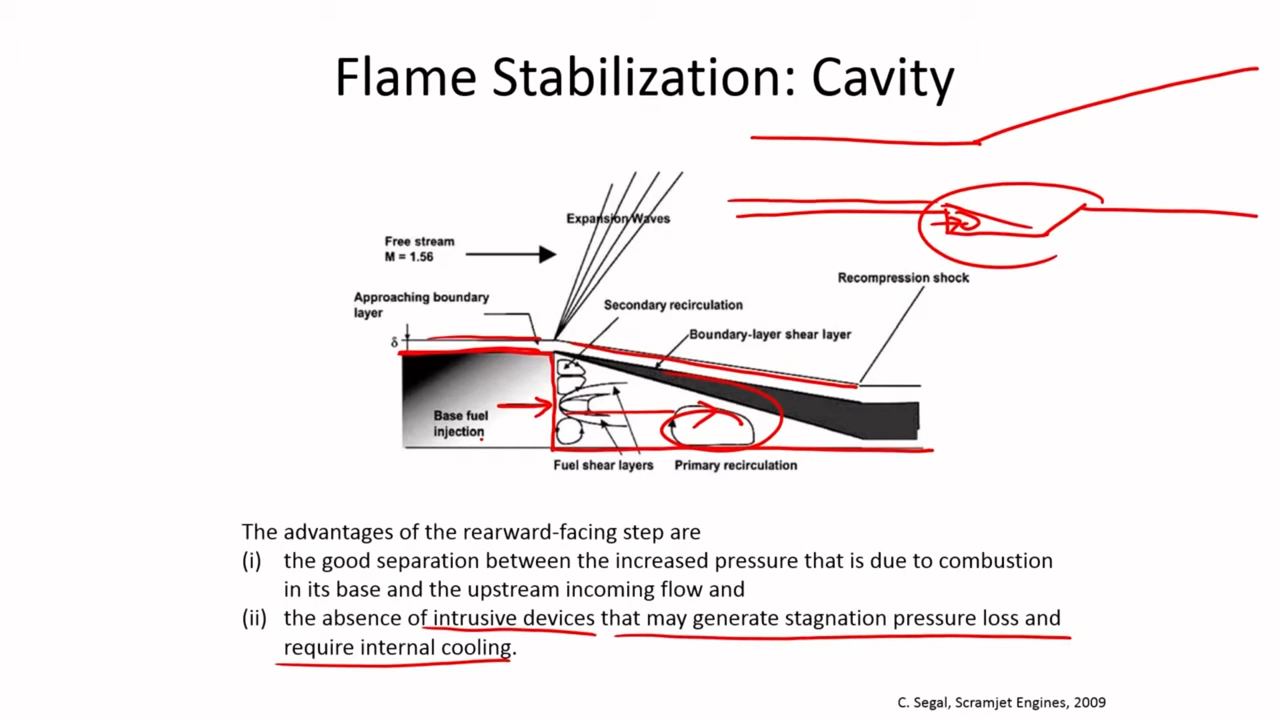 Flame Stabilization: Cavity
Expansion Waves
Free stream
M = 1.56
Recompression shock
Approaching boundary
layer
Secondary recirculation
Boundary-layer shear layer
δ
Base fuel
injection
Fuel shear layers
Primary recirculation
The advantages of the rearward-facing step are
(i) the good separation between the increased pressure that is due to combustion
in its base and the upstream incoming flow and
(ii) the absence of intrusive devices that may generate stagnation pressure loss and
require internal cooling.
C. Segal, Scramjet Engines, 2009